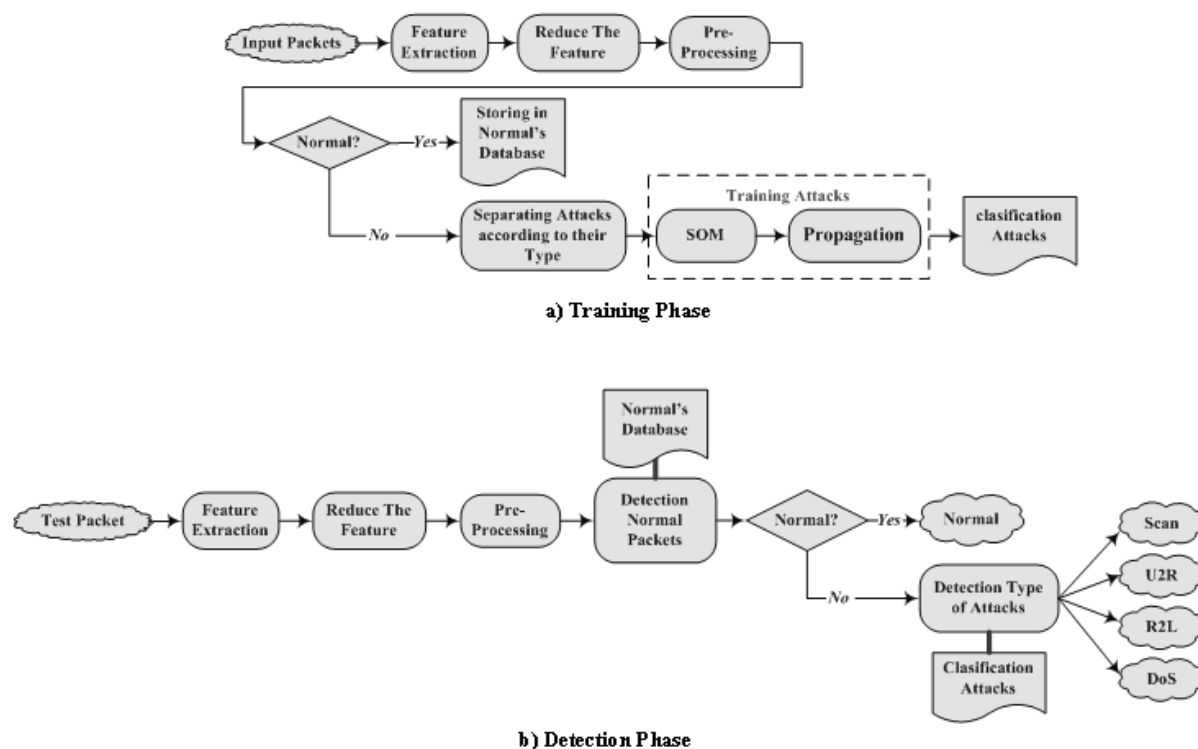 Input Packets
Feature
Extraction
Reduce The
Feature
Pre-
Processing
Normal?
Yes
Storing in
Normal's
Database
No
Separating Attacks
according to their
Type
Training Attacks
SOM
Propagation
clasification
Attacks
a) Training Phase
Normal's
Database
Test Packet
Feature
Extraction
Reduce The
Feature
Pre-
Processing
Detection
Normal
Packets
Normal?
Yes
Normal
No
Detection Type
of Attacks
Clasification
Attacks
Scan
U2R
R2L
DoS
b) Detection Phase